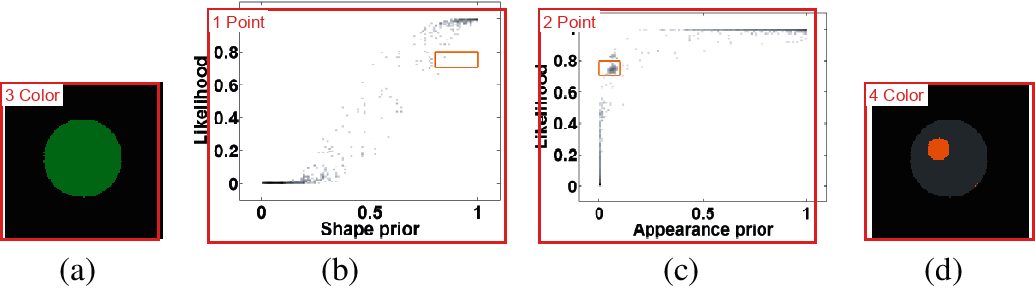 1 Point
2 Point
3 Color
4 Color
Likelihood
0.8
0.6
0.4
0.2
0
0
0.5
1
Shape prior
Likelihood
0.8
0.6
0.4
0.2
0
0
0.5
1
Appearance prior
(a)
(b)
(c)
(d)